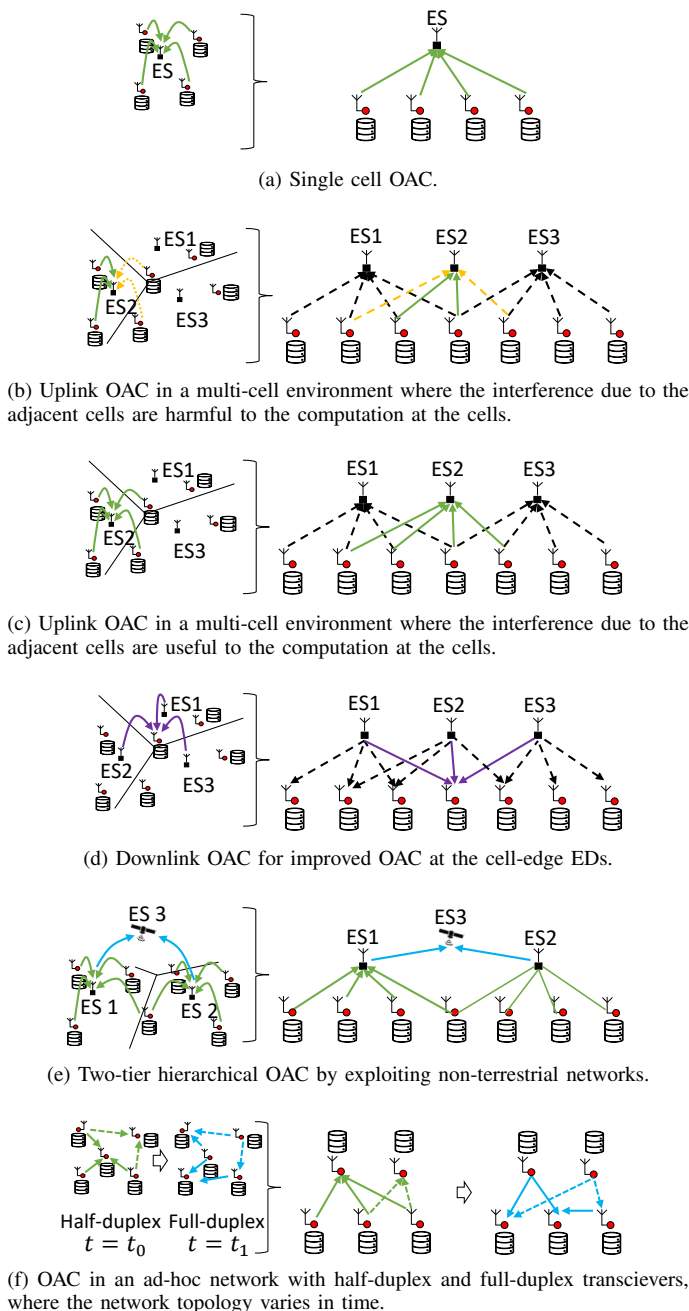 ES
ES
(a) Single cell OAC.
ES1
ES2
ES3
ES1
ES2
ES3
(b) Uplink OAC in a multi-cell environment where the interference due to the
adjacent cells are harmful to the computation at the cells.
ES1
ES2
ES3
ES1
ES2
ES3
(c) Uplink OAC in a multi-cell environment where the interference due to the
adjacent cells are useful to the computation at the cells.
ES1
ES2
ES3
ES1
ES2
ES3
(d) Downlink OAC for improved OAC at the cell-edge EDs.
ES 3
ES 1
ES 2
ES1
ES3
ES2
(e) Two-tier hierarchical OAC by exploiting non-terrestrial networks.
Half-duplex
t = t₀
Full-duplex
t = t₁
(f) OAC in an ad-hoc network with half-duplex and full-duplex transcievers,
where the network topology varies in time.